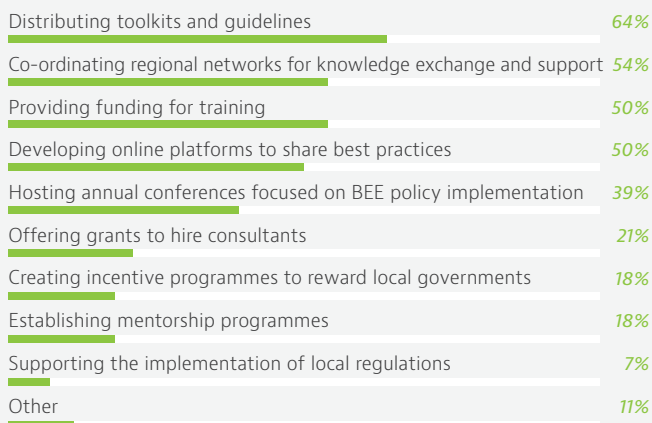 Distributing toolkits and guidelines 64%
Co-ordinating regional networks for knowledge exchange and support 54%
Providing funding for training 50%
Developing online platforms to share best practices 50%
Hosting annual conferences focused on BEE policy implementation 39%
Offering grants to hire consultants 21%
Creating incentive programmes to reward local governments 18%
Establishing mentorship programmes 18%
Supporting the implementation of local regulations 7%
Other 11%